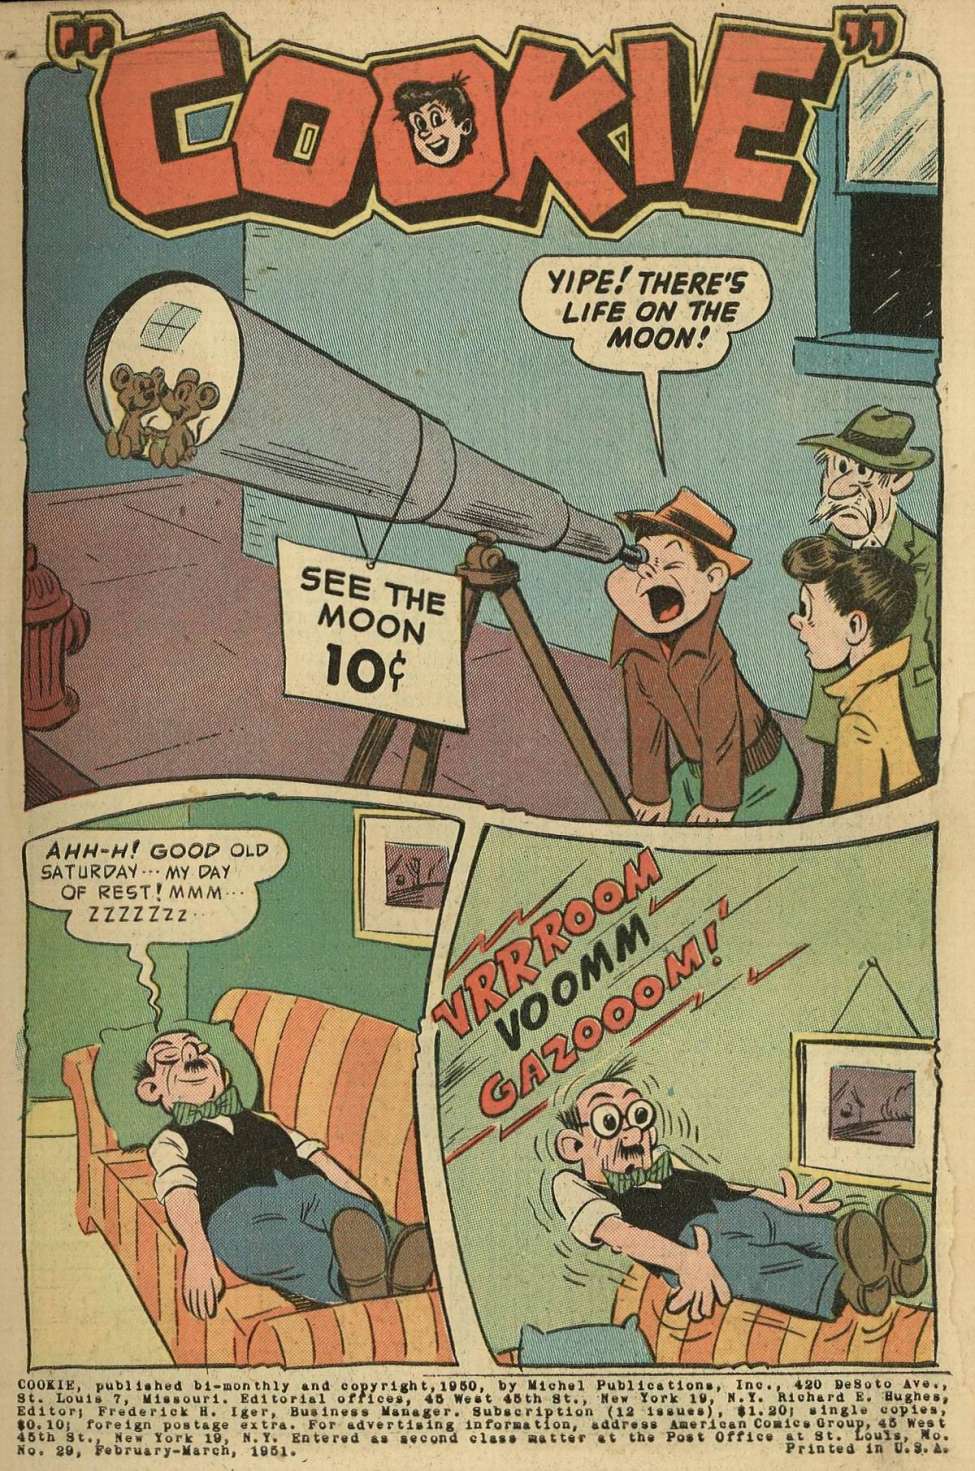 "COOKIE"
YIPE! THERE'S
LIFE ON THE
MOON!
SEE THE
MOON
10¢
AHH-H! GOOD OLD
SATURDAY... MY DAY
OF REST! MMM...
ZZZZZZZ...
VRRROOM
VOOMM
GAZOOOM!
COOKIE, published bi-monthly and copyright, 1950, by Michel Publications, Inc., 420 DeSoto Ave.,
St. Louis 7, Missouri. Editorial offices, 45 West 45th St., New York 19, N.Y. Richard E. Hughes,
Editor; Frederick H. Iger, Business Manager. Subscription (12 issues), $1.20; single copies,
$0.10; foreign postage extra. For advertising information, address American Comics Group, 45 West
45th St., New York 19, N.Y. Entered as second class matter at the Post Office at St. Louis, Mo.
No. 29, February-March, 1951. Printed in U.S.A.